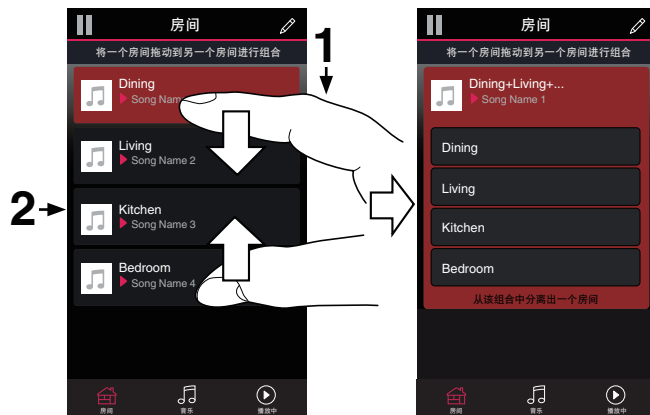 房间
将一个房间拖动到另一个房间进行组合
1
Dining
Song Nam
Living
Song Name 2
2
Kitchen
Song Name 3
Bedroom
Song Name 4
房间
音乐
播放中
房间
将一个房间拖动到另一个房间进行组合
Dining+Living+...
Song Name 1
Dining
Living
Kitchen
Bedroom
从该组合中分离出一个房间
房间
音乐
播放中